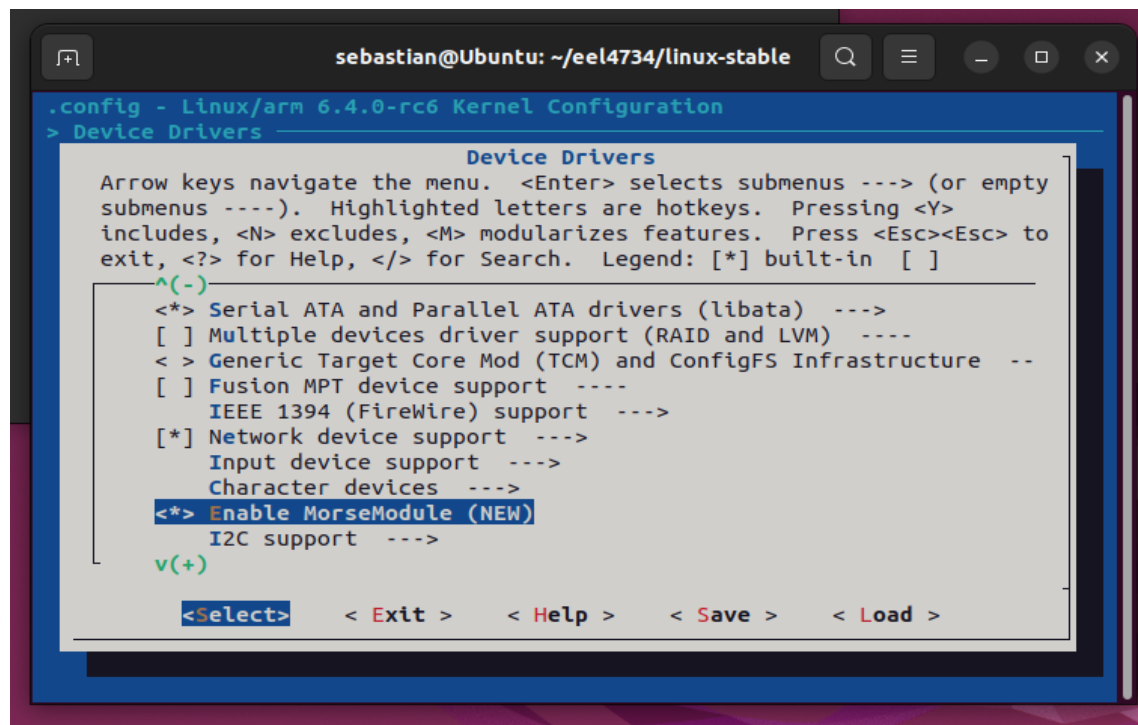 sebastian@Ubuntu: ~/eel4734/linux-stable
.config - Linux/arm 6.4.0-rc6 Kernel Configuration
> Device Drivers
Device Drivers
Arrow keys navigate the menu.  <Enter> selects submenus ---> (or empty
submenus ----).  Highlighted letters are hotkeys.  Pressing <Y>
includes, <N> excludes, <M> modularizes features.  Press <Esc><Esc> to
exit, <?> for Help, </> for Search.  Legend: [*] built-in  [ ]
^(-)
<*> Serial ATA and Parallel ATA drivers (libata)  --->
[ ] Multiple devices driver support (RAID and LVM)  ----
< > Generic Target Core Mod (TCM) and ConfigFS Infrastructure  --
[ ] Fusion MPT device support  ----
IEEE 1394 (FireWire) support  --->
[*] Network device support  --->
Input device support  --->
Character devices  --->
<*> Enable MorseModule (NEW)
I2C support  --->
v(+)
<Select>    < Exit >    < Help >    < Save >    < Load >